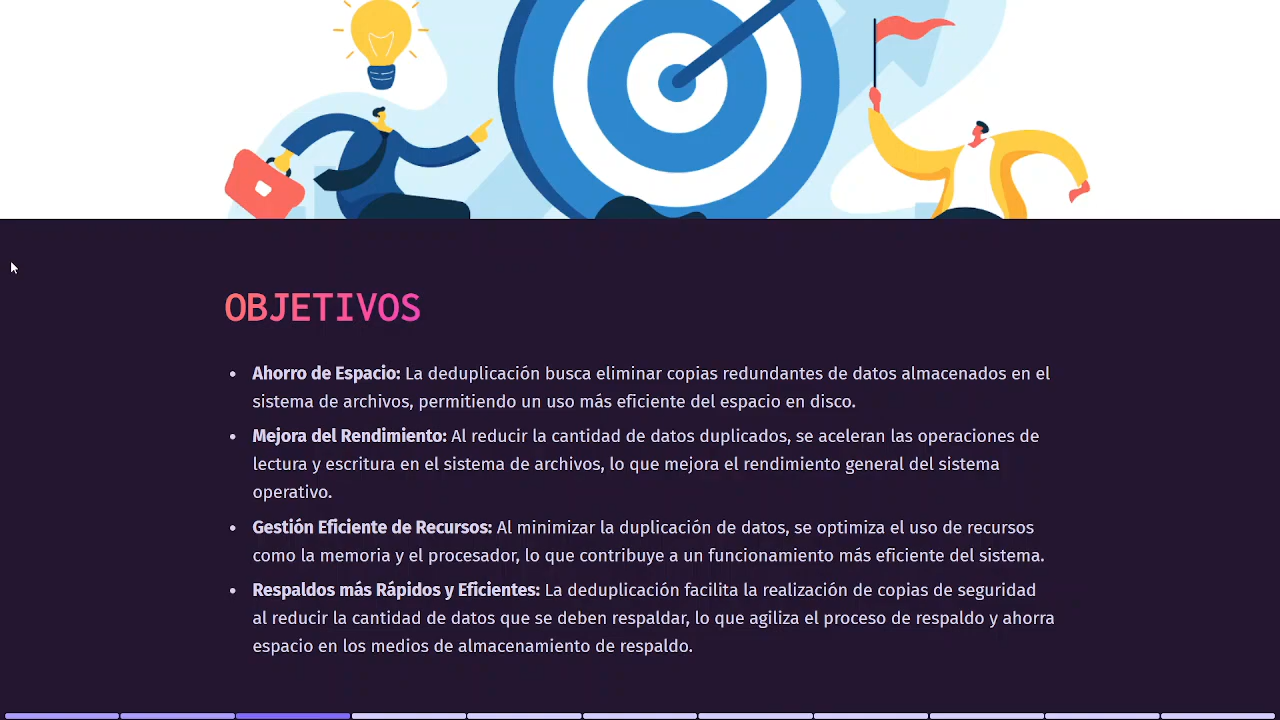 OBJETIVOS
• Ahorro de Espacio: La deduplicación busca eliminar copias redundantes de datos almacenados en el
sistema de archivos, permitiendo un uso más eficiente del espacio en disco.
• Mejora del Rendimiento: Al reducir la cantidad de datos duplicados, se aceleran las operaciones de
lectura y escritura en el sistema de archivos, lo que mejora el rendimiento general del sistema
operativo.
• Gestión Eficiente de Recursos: Al minimizar la duplicación de datos, se optimiza el uso de recursos
como la memoria y el procesador, lo que contribuye a un funcionamiento más eficiente del sistema.
• Respaldos más Rápidos y Eficientes: La deduplicación facilita la realización de copias de seguridad
al reducir la cantidad de datos que se deben respaldar, lo que agiliza el proceso de respaldo y ahorra
espacio en los medios de almacenamiento de respaldo.